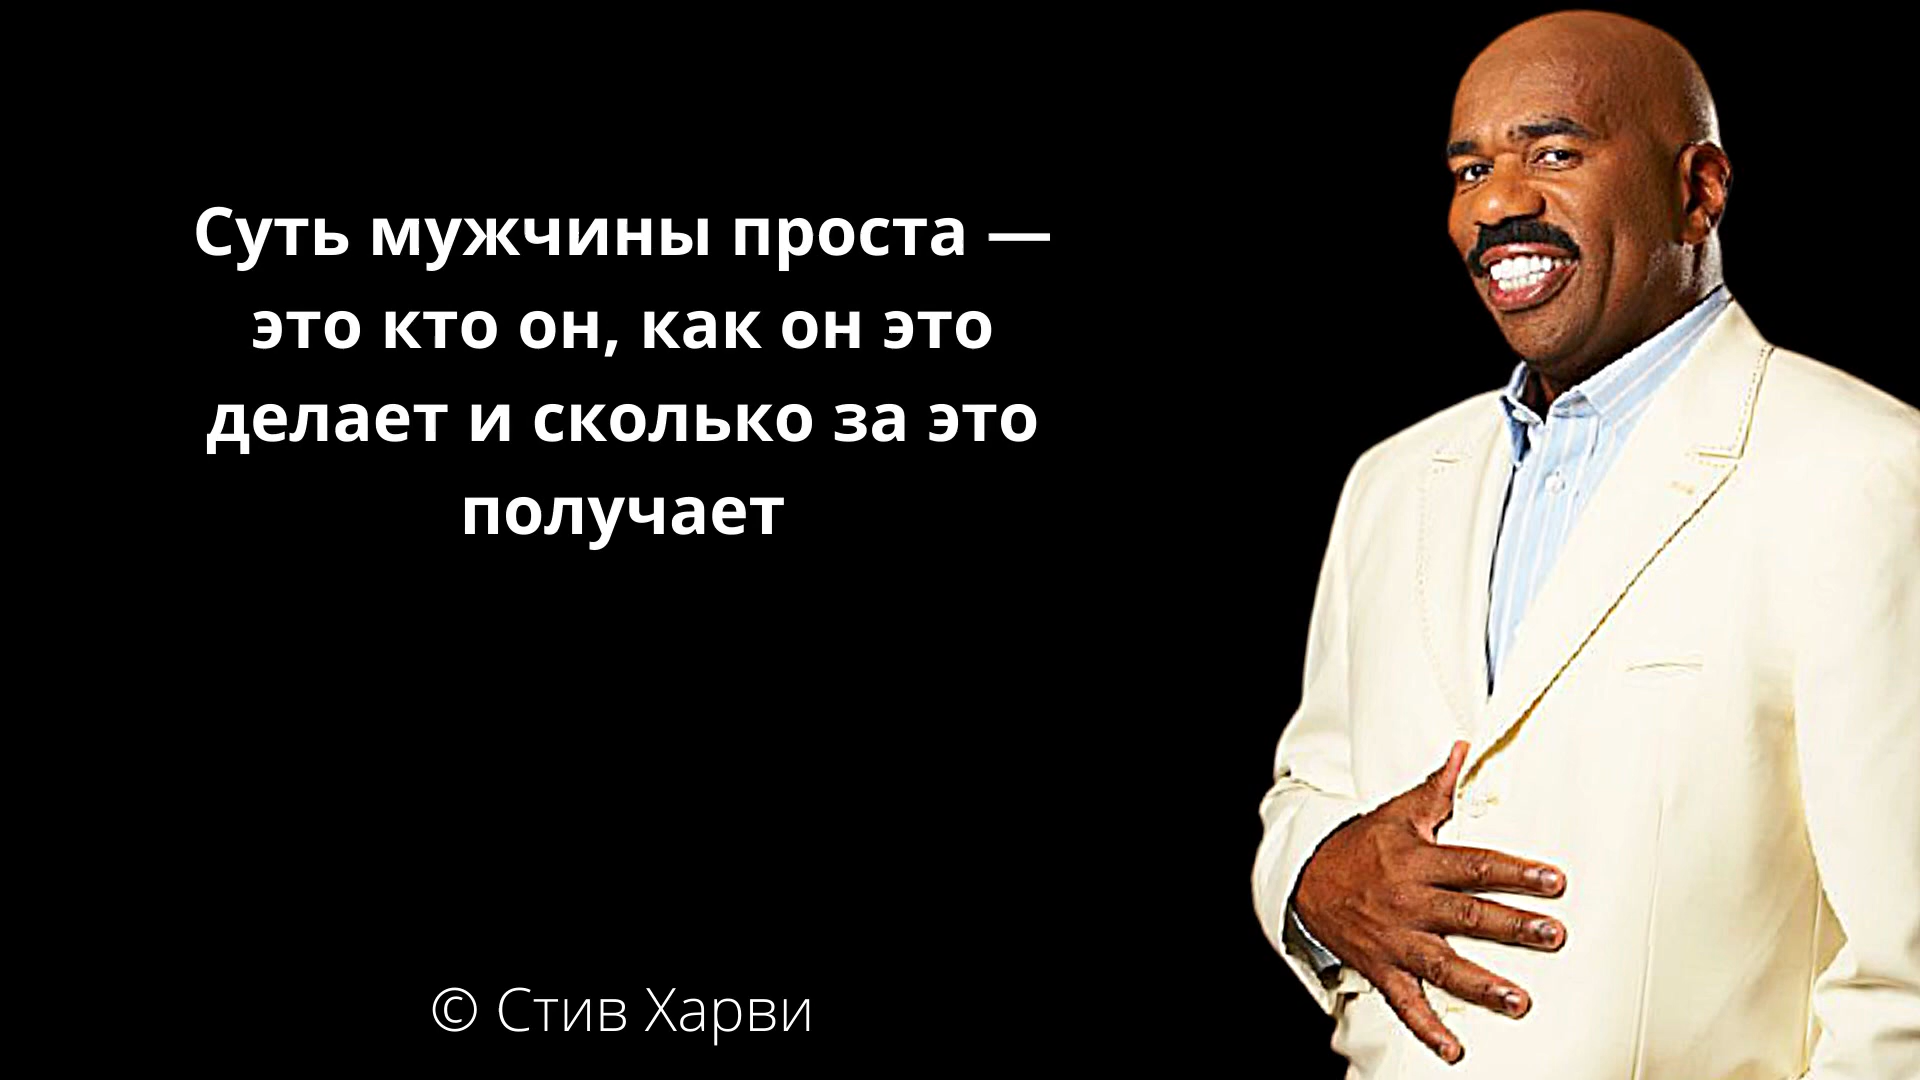 Суть мужчины проста —
это кто он, как он это
делает и сколько за это
получает
© Стив Харви